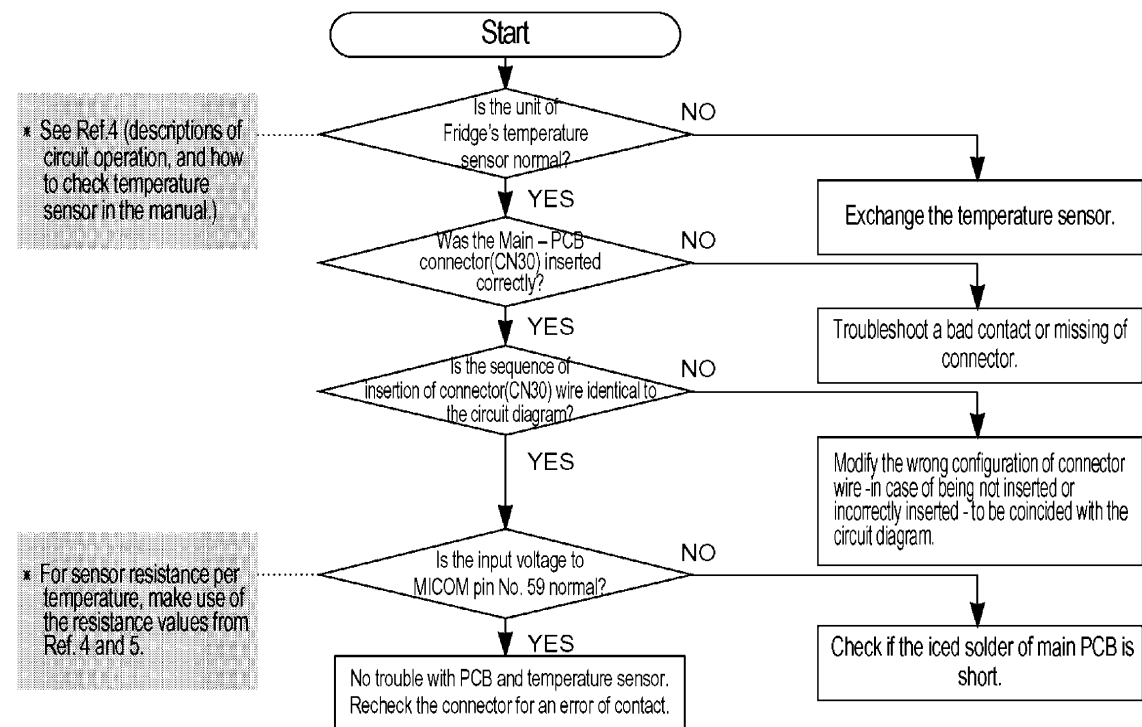 Start
Is the unit of
Fridge's temperature
sensor normal?
NO
* See Ref.4 (descriptions of
circuit operation, and how
to check temperature
sensor in the manual.)
YES
Exchange the temperature sensor.
Was the Main – PCB
connector(CN30) inserted
correctly?
NO
YES
Troubleshoot a bad contact or missing of
connector.
Is the sequence of
insertion of connector(CN30) wire identical to
the circuit diagram?
NO
YES
Modify the wrong configuration of connector
wire -in case of being not inserted or
incorrectly inserted - to be coincided with the
circuit diagram.
Is the input voltage to
MICOM pin No. 59 normal?
NO
* For sensor resistance per
temperature, make use of
the resistance values from
Ref. 4 and 5.
YES
Check if the iced solder of main PCB is
short.
No trouble with PCB and temperature sensor.
Recheck the connector for an error of contact.